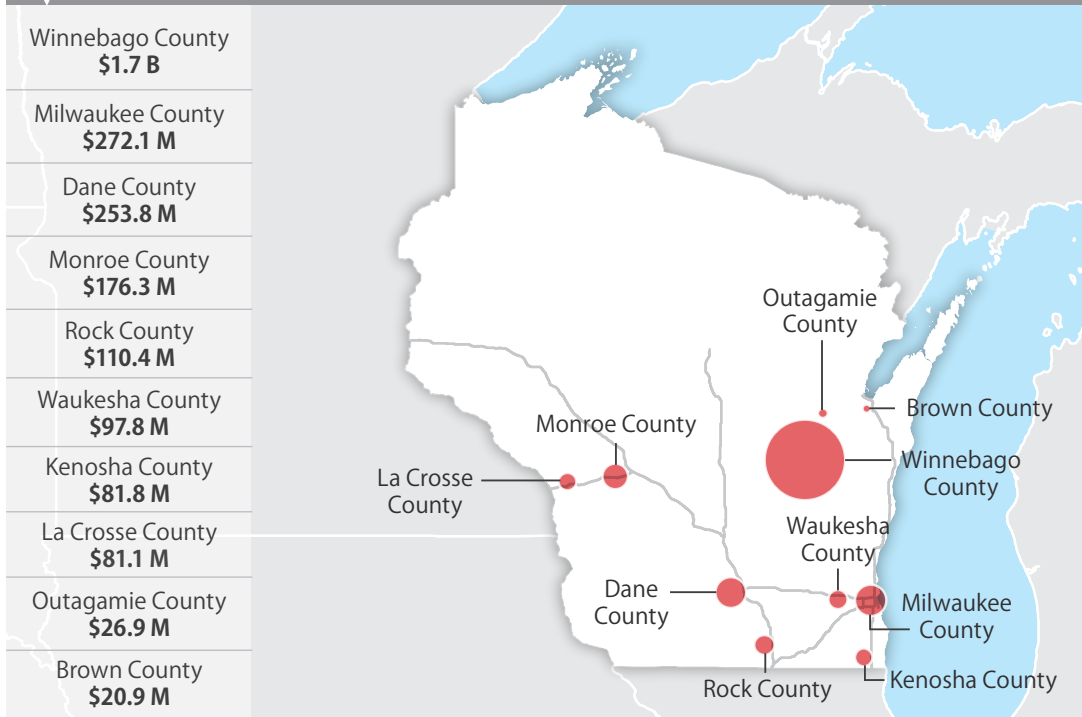 Winnebago County
$1.7 B
Milwaukee County
$272.1 M
Dane County
$253.8 M
Monroe County
$176.3 M
Rock County
$110.4 M
Waukesha County
$97.8 M
Kenosha County
$81.8 M
La Crosse County
$81.1 M
Outagamie County
$26.9 M
Brown County
$20.9 M
Outagamie
County
Brown County
Monroe County
Winnebago
County
La Crosse
County
Waukesha
County
Dane
County
Milwaukee
County
Rock County
Kenosha County